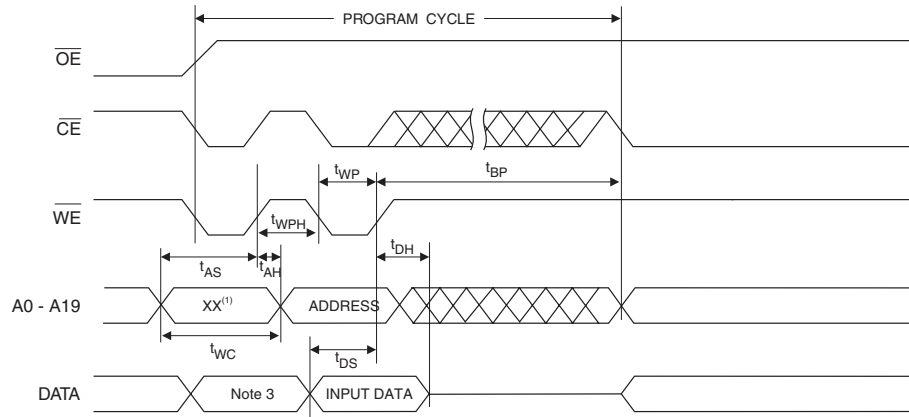 PROGRAM CYCLE
OE
CE
tWP
tBP
WE
tWPH
tDH
tAS
tAH
A0 - A19
XX(1)
ADDRESS
tWC
tDS
DATA
Note 3
INPUT DATA